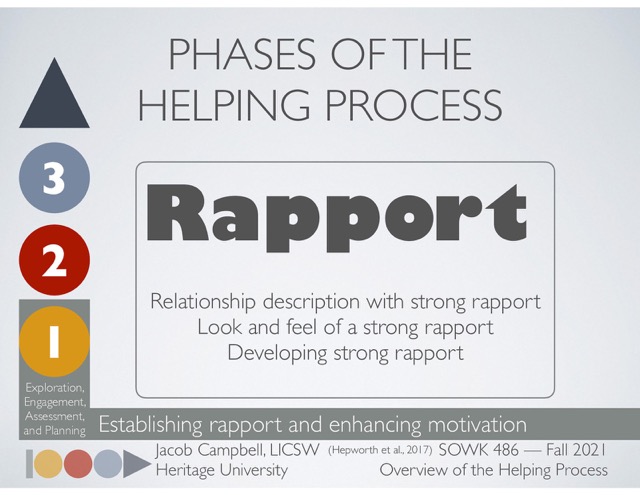 PHASES OF THE
HELPING PROCESS
3
2
1
Rapport
Relationship description with strong rapport
Look and feel of a strong rapport
Developing strong rapport
Exploration,
Engagement,
Assessment,
and Planning
Establishing rapport and enhancing motivation
Jacob Campbell, LICSW (Hepworth et al., 2017) SOWK 486 — Fall 2021
Heritage University Overview of the Helping Process